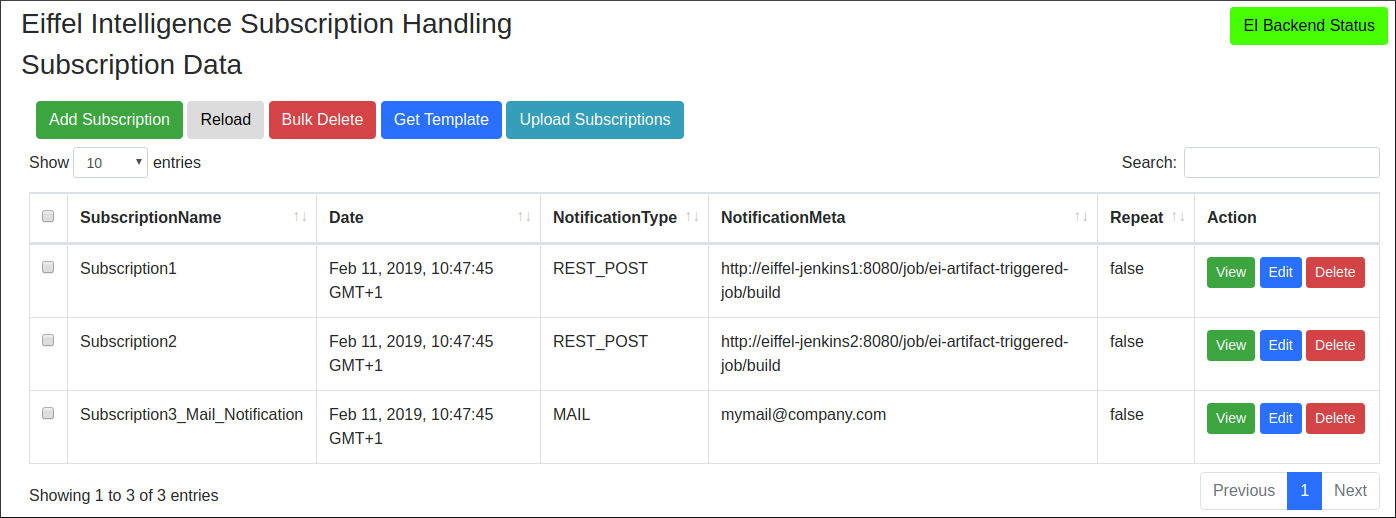 Eiffel Intelligence Subscription Handling
EI Backend Status
Subscription Data
Add Subscription Reload Bulk Delete Get Template Upload Subscriptions
Show 10 entries Search:
SubscriptionName Date NotificationType NotificationMeta Repeat Action
Subscription1 Feb 11, 2019, 10:47:45 REST_POST http://eiffel-jenkins1:8080/job/ei-artifact-triggered- false View Edit Delete
GMT+1 job/build
Subscription2 Feb 11, 2019, 10:47:45 REST_POST http://eiffel-jenkins2:8080/job/ei-artifact-triggered- false View Edit Delete
GMT+1 job/build
Subscription3_Mail_Notification Feb 11, 2019, 10:47:45 MAIL mymail@company.com false View Edit Delete
GMT+1
Showing 1 to 3 of 3 entries Previous 1 Next